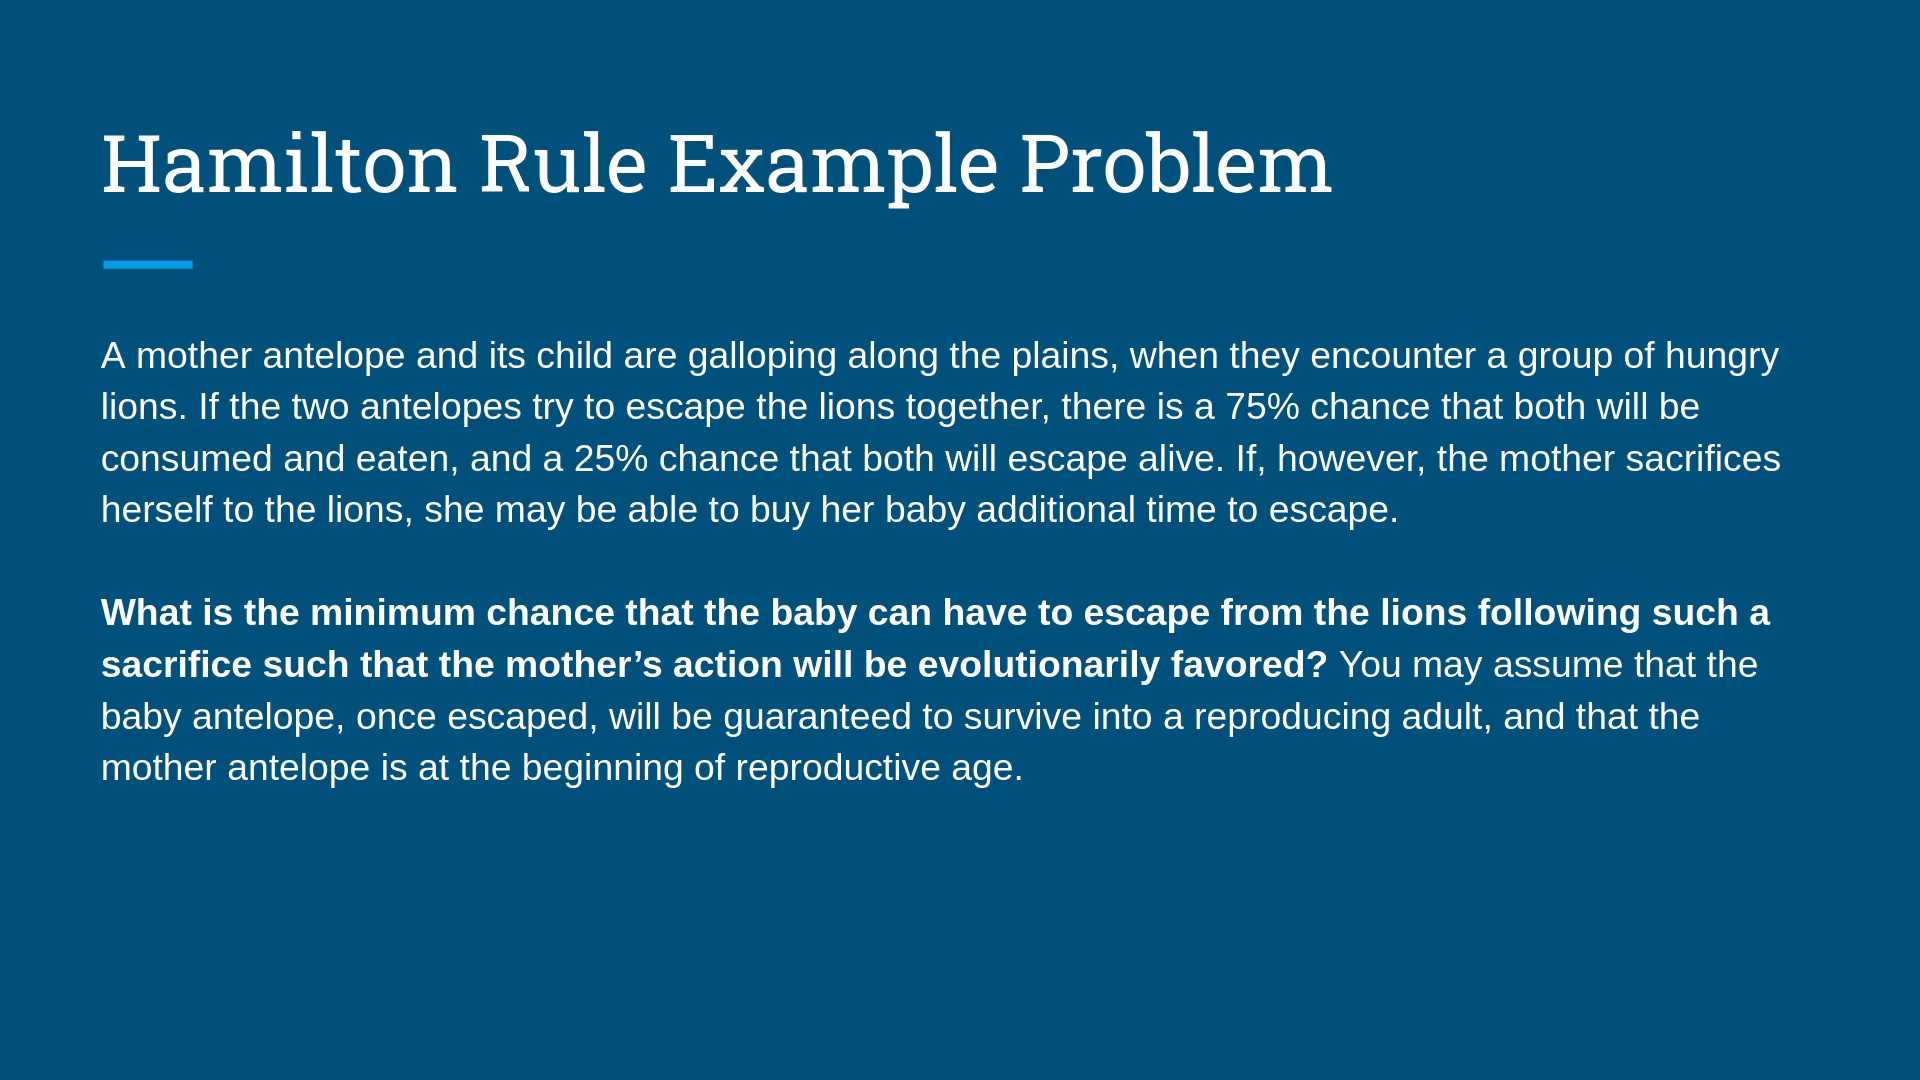 Hamilton Rule Example Problem
A mother antelope and its child are galloping along the plains, when they encounter a group of hungry
lions. If the two antelopes try to escape the lions together, there is a 75% chance that both will be
consumed and eaten, and a 25% chance that both will escape alive. If, however, the mother sacrifices
herself to the lions, she may be able to buy her baby additional time to escape.
What is the minimum chance that the baby can have to escape from the lions following such a
sacrifice such that the mother’s action will be evolutionarily favored? You may assume that the
baby antelope, once escaped, will be guaranteed to survive into a reproducing adult, and that the
mother antelope is at the beginning of reproductive age.